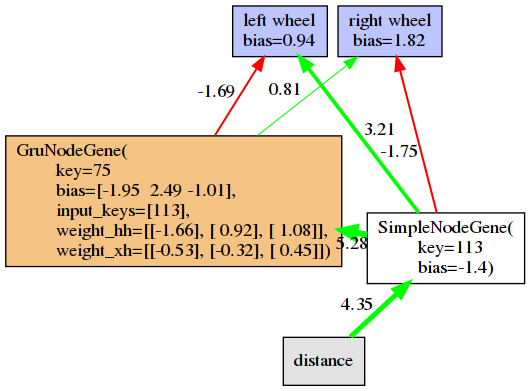 left wheel
bias=0.94
right wheel
bias=1.82
-1.69
0.81
3.21
-1.75
GruNodeGene(
key=75
bias=[-1.95 2.49 -1.01],
input_keys=[113],
weight_hh=[[-1.66], [ 0.92], [ 1.08]],
weight_xh=[[-0.53], [-0.32], [ 0.45]])
5.28
SimpleNodeGene(
key=113
bias=-1.4)
4.35
distance